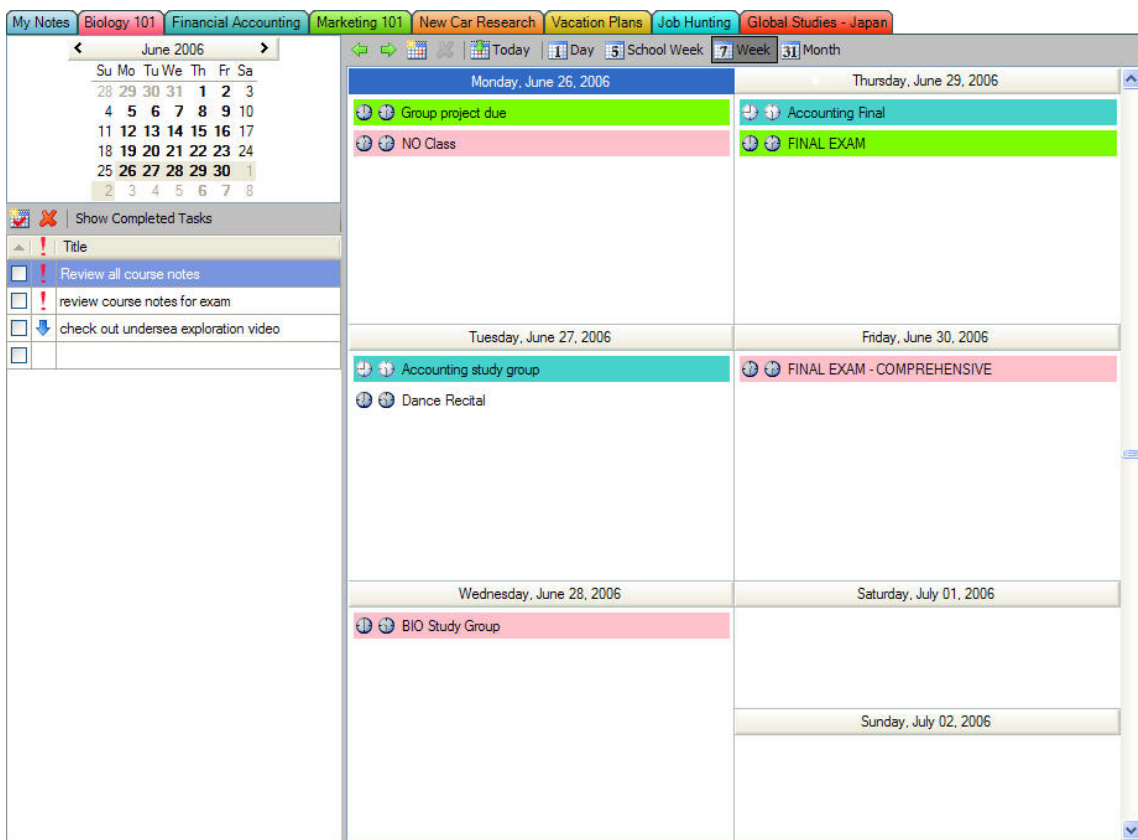 My Notes Biology 101 Financial Accounting Marketing 101 New Car Research Vacation Plans Job Hunting Global Studies - Japan
June 2006
Su Mo Tu We Th Fr Sa
28 29 30 31 1 2 3
4 5 6 7 8 9 10
11 12 13 14 15 16 17
18 19 20 21 22 23 24
25 26 27 28 29 30 1
2 3 4 5 6 7 8
Show Completed Tasks
! Title
! Review all course notes
! review course notes for exam
check out undersea exploration video
Today 1 Day 5 School Week 7 Week 31 Month
Monday, June 26, 2006
Group project due
NO Class
Tuesday, June 27, 2006
Accounting study group
Dance Recital
Wednesday, June 28, 2006
BIO Study Group
Thursday, June 29, 2006
Accounting Final
FINAL EXAM
Friday, June 30, 2006
FINAL EXAM - COMPREHENSIVE
Saturday, July 01, 2006
Sunday, July 02, 2006